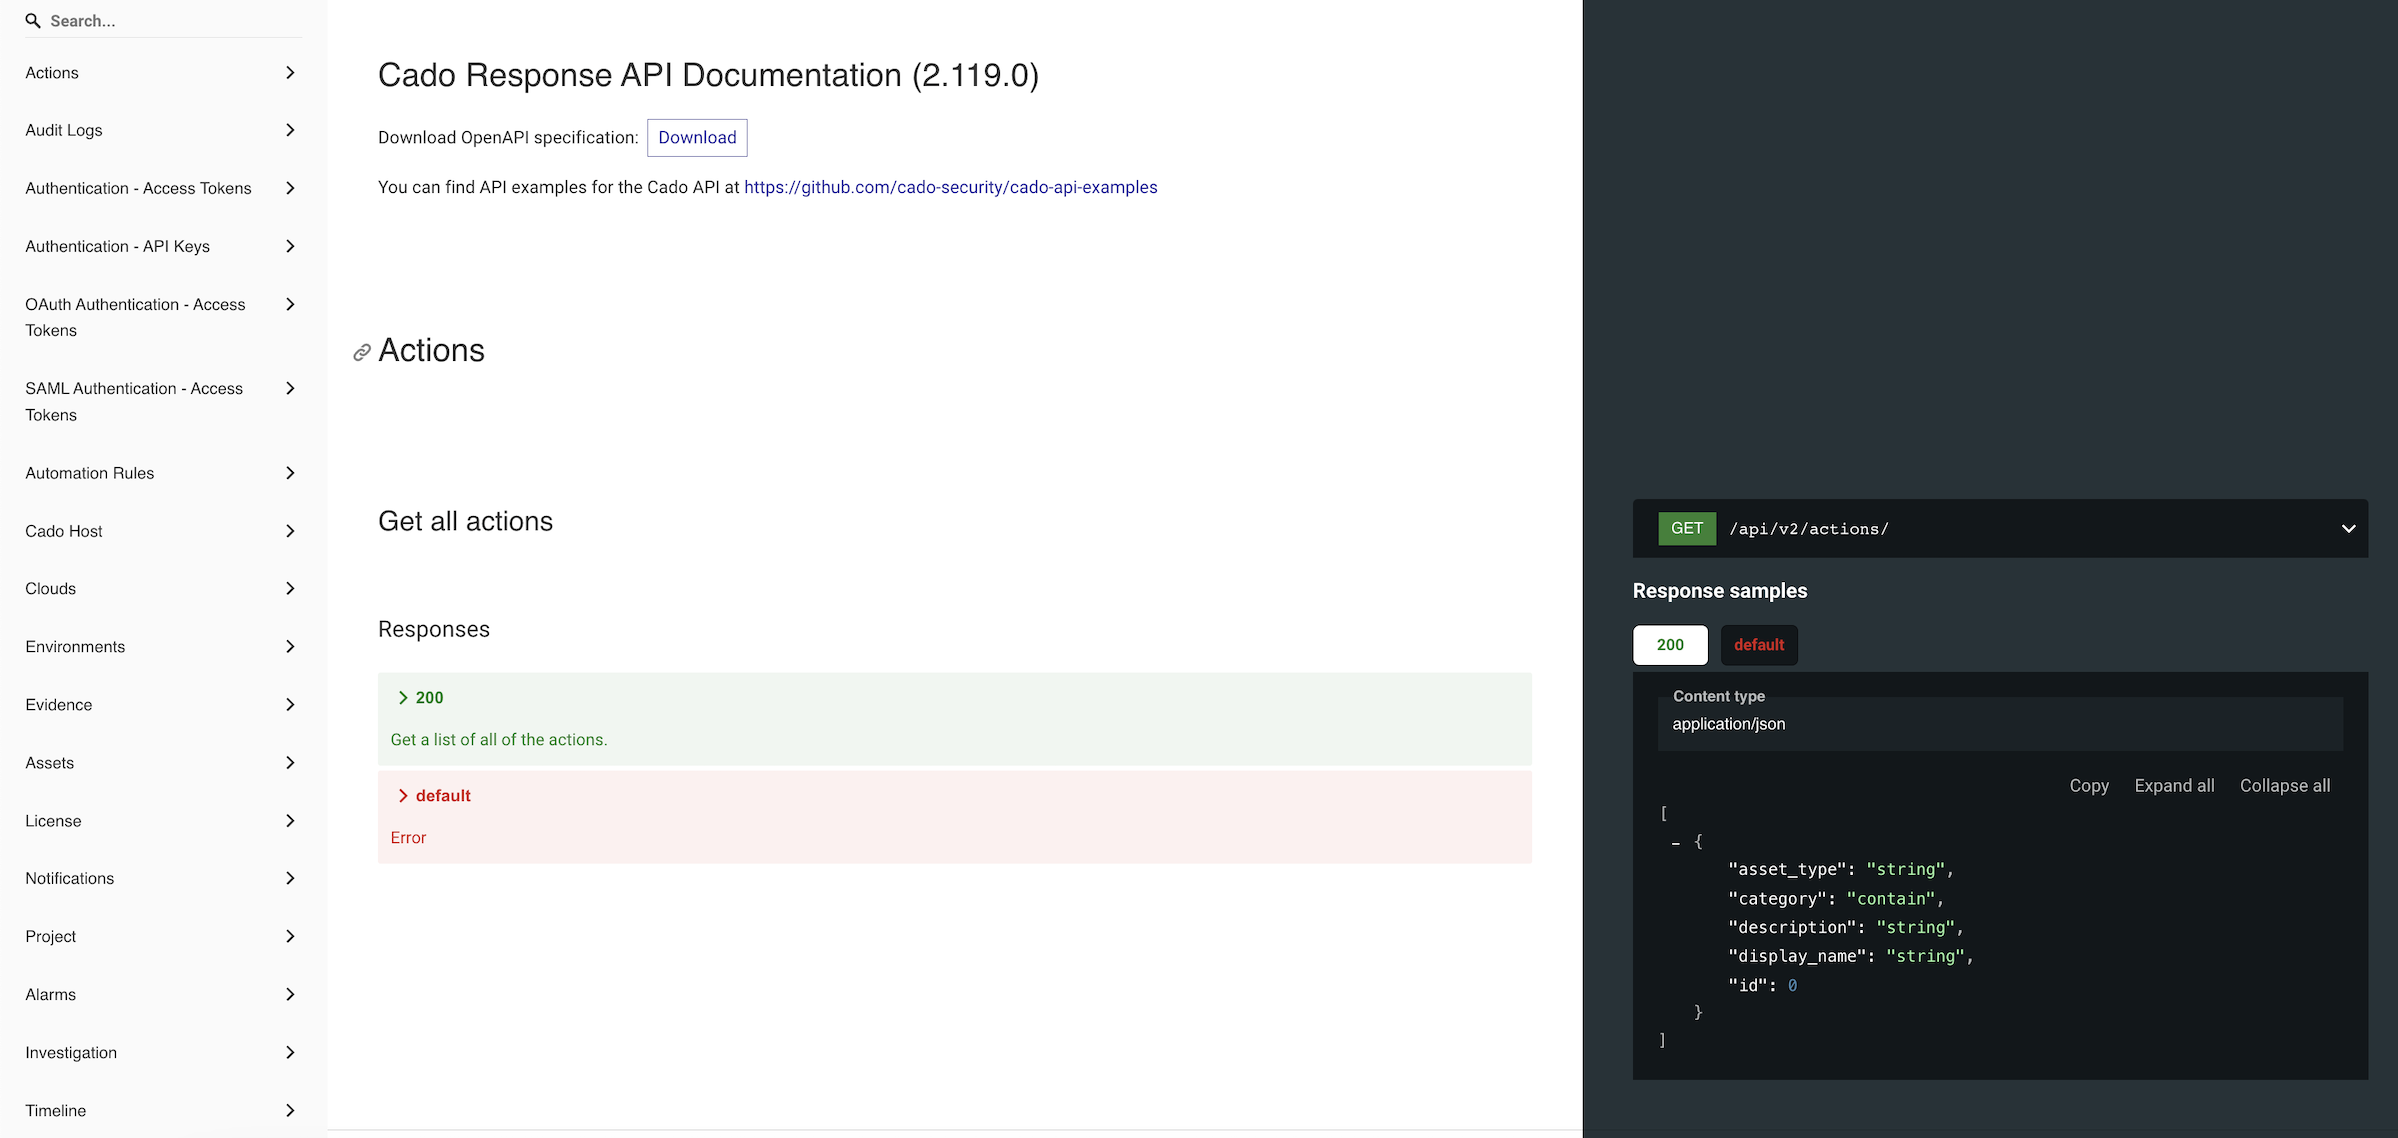 Search...
Actions
Audit Logs
Authentication - Access Tokens
Authentication - API Keys
OAuth Authentication - Access
Tokens
SAML Authentication - Access
Tokens
Automation Rules
Cado Host
Clouds
Environments
Evidence
Assets
License
Notifications
Project
Alarms
Investigation
Timeline
Cado Response API Documentation (2.119.0)
Download OpenAPI specification: Download
You can find API examples for the Cado API at https://github.com/cado-security/cado-api-examples
Actions
Get all actions
Responses
200
Get a list of all of the actions.
default
Error
GET /api/v2/actions/
Response samples
200 default
Content type
application/json
Copy Expand all Collapse all
[
- {
"asset_type": "string",
"category": "contain",
"description": "string",
"display_name": "string",
"id": 0
}
]